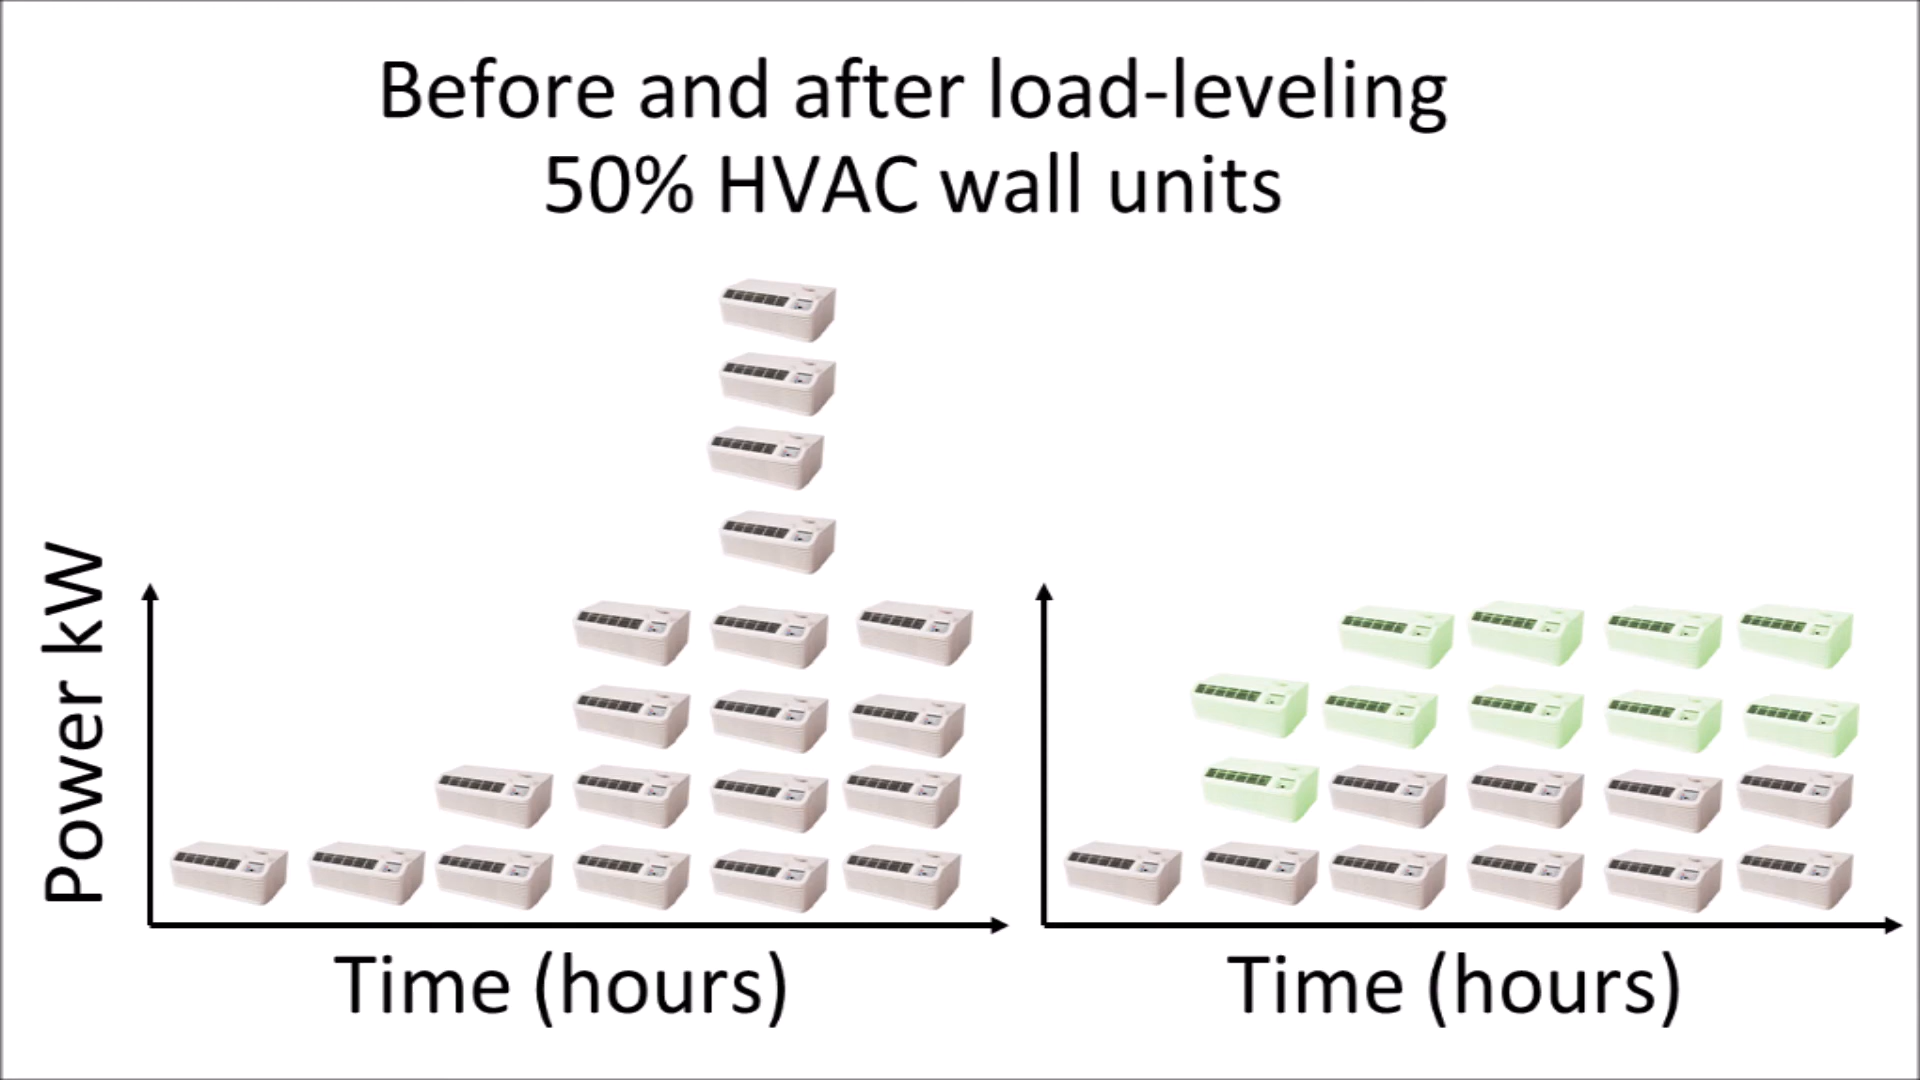 Before and after load-leveling
50% HVAC wall units
Power kW
Time (hours)
Time (hours)